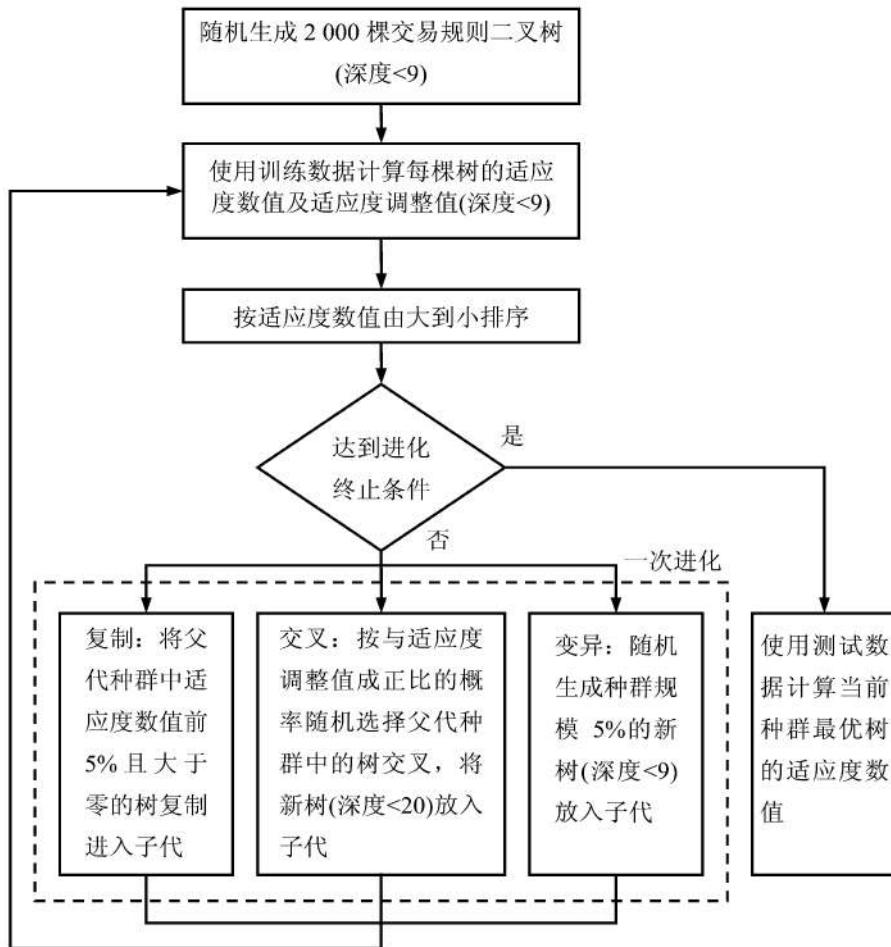 随机生成 2 000 棵交易规则二叉树
(深度<9)
使用训练数据计算每棵树的适应
度数值及适应度调整值(深度<9)
按适应度数值由大到小排序
达到进化
终止条件
是
否
一次进化
复制：将父
代种群中适
应度数值前
5%且大于
零的树复制
进入子代
交叉：按与适应度
调整值成正比的概
率随机选择父代种
群中的树交叉，将
新树(深度<20)放入
子代
变异：随机
生成种群规
模 5%的新
树(深度<9)
放入子代
使用测试数
据计算当前
种群最优树
的适应度数
值